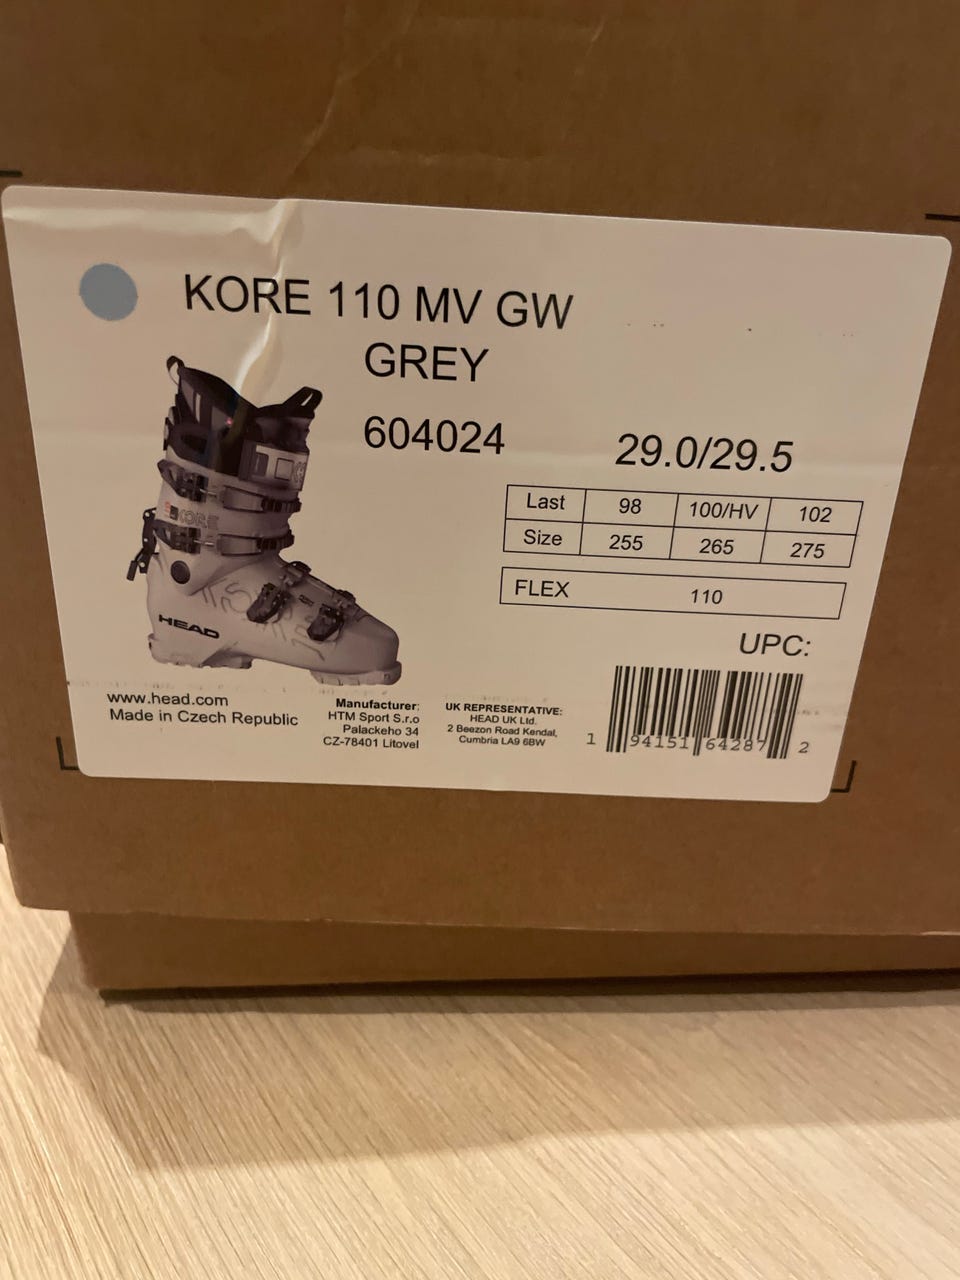 KORE 110 MV GW
GREY
604024
29.0/29.5
Last 98 100/HV 102
Size 255 265 275
FLEX 110
UPC:
KORE
HEAD
www.head.com
Made in Czech Republic
Manufacturer:
HTM Sport S.r.o
Palackeho 34
CZ-78401 Litovel
UK REPRESENTATIVE:
HEAD UK Ltd.
2 Beezon Road Kendal,
Cumbria LA9 6BW
1 94151 64287 2